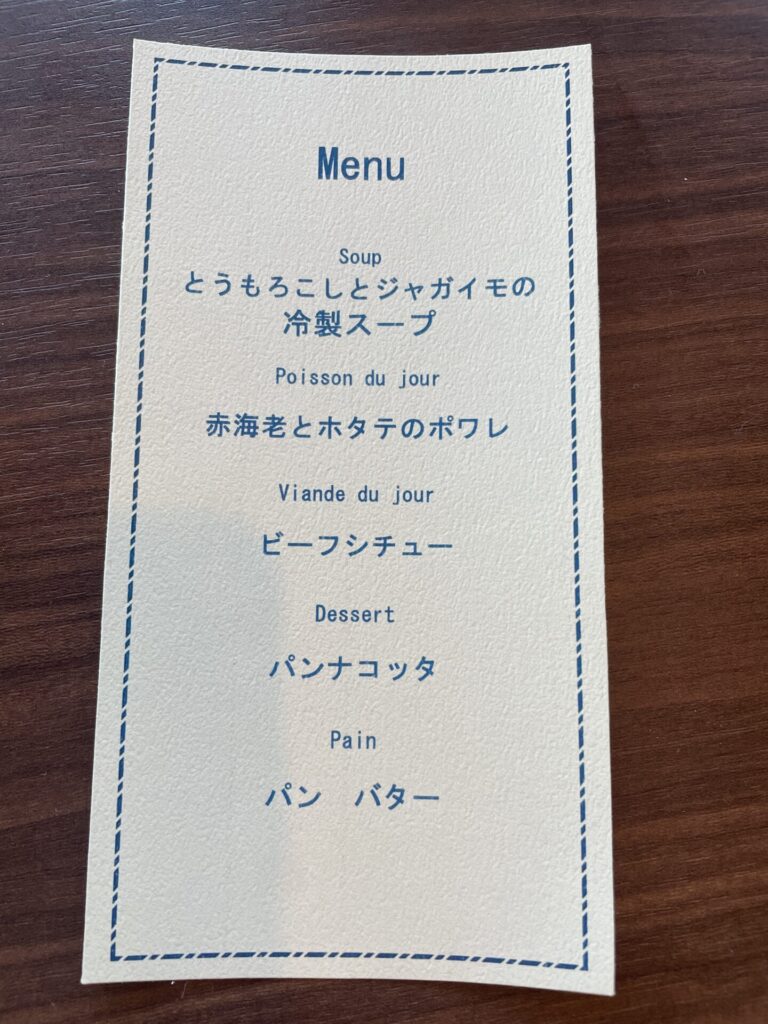 Menu
Soup
とうもろこしとジャガイモの
冷製スープ
Poisson du jour
赤海老とホタテのポワレ
Viande du jour
ビーフシチュー
Dessert
パンナコッタ
Pain
パン　バター